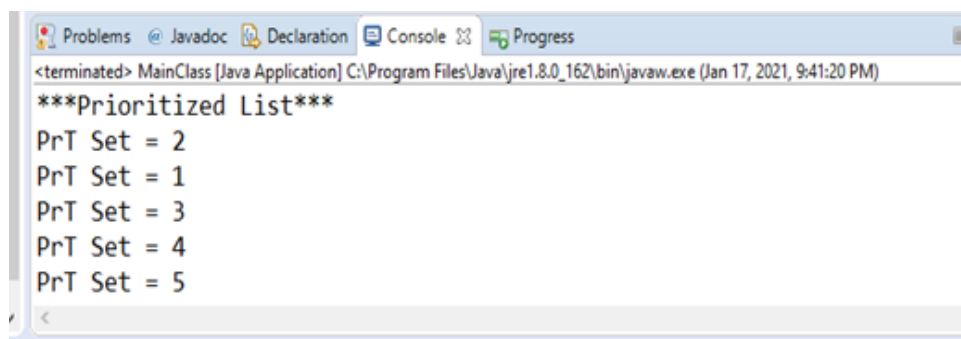 Problems @ Javadoc Declaration Console Progress
<terminated> MainClass [Java Application] C:\Program Files\Java\jre1.8.0_162\bin\javaw.exe (Jan 17, 2021, 9:41:20 PM)
***Prioritized List***
PrT Set = 2
PrT Set = 1
PrT Set = 3
PrT Set = 4
PrT Set = 5